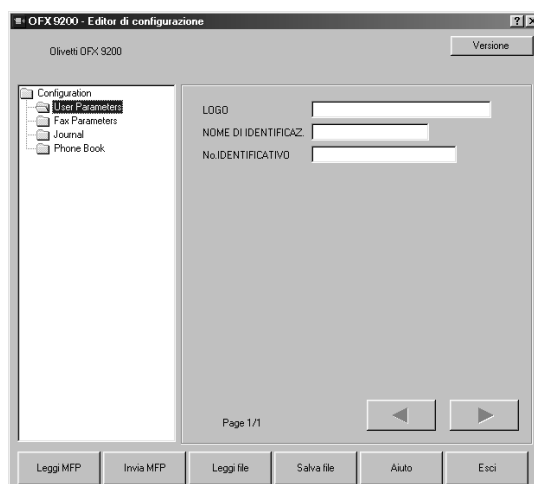 OFX 9200 - Editor di configurazione
Olivetti OFX 9200
Versione
Configuration
User Parameters
Fax Parameters
Journal
Phone Book
LOGO
NOME DI IDENTIFICAZ.
No.IDENTIFICATIVO
Page 1/1
Leggi MFP
Invia MFP
Leggi file
Salva file
Aiuto
Esci